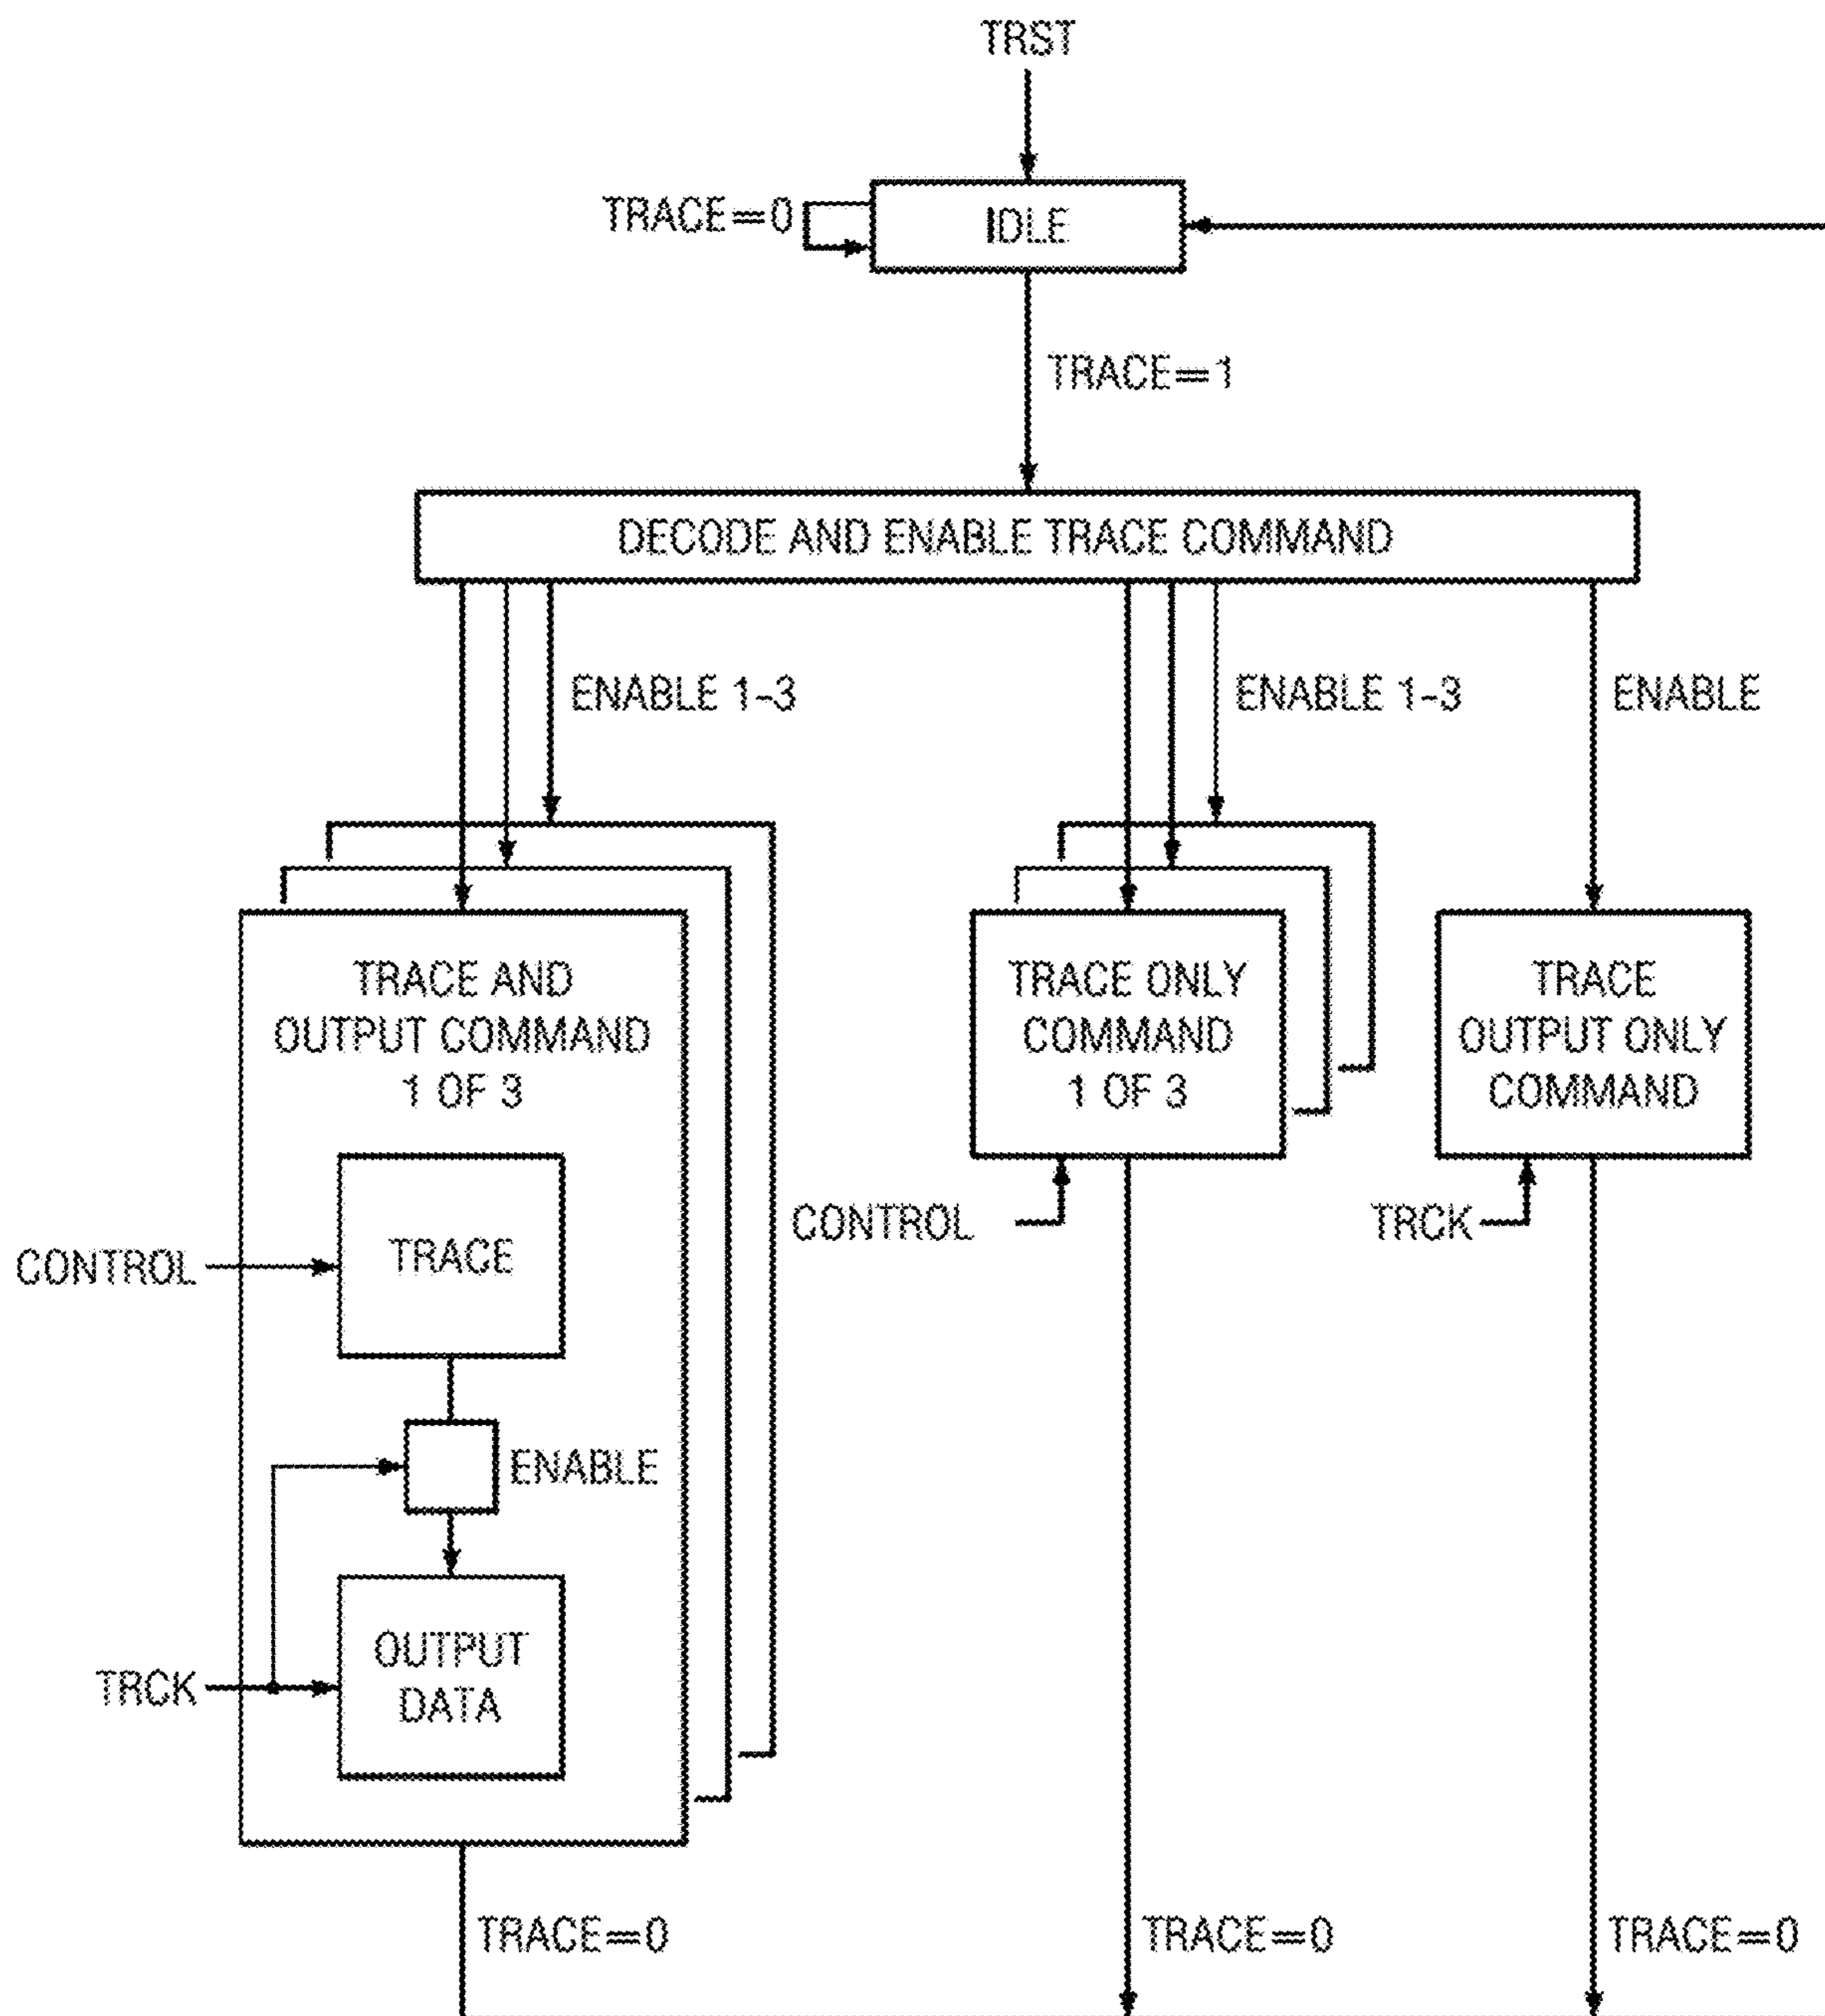 TRST
TRACE=0
IDLE
TRACE=1
DECODE AND ENABLE TRACE COMMAND
ENABLE 1-3
ENABLE 1-3
ENABLE
TRACE AND
OUTPUT COMMAND
1 OF 3
TRACE ONLY
COMMAND
1 OF 3
TRACE
OUTPUT ONLY
COMMAND
CONTROL
TRCK
CONTROL
TRACE
ENABLE
TRCK
OUTPUT
DATA
TRACE=0
TRACE=0
TRACE=0